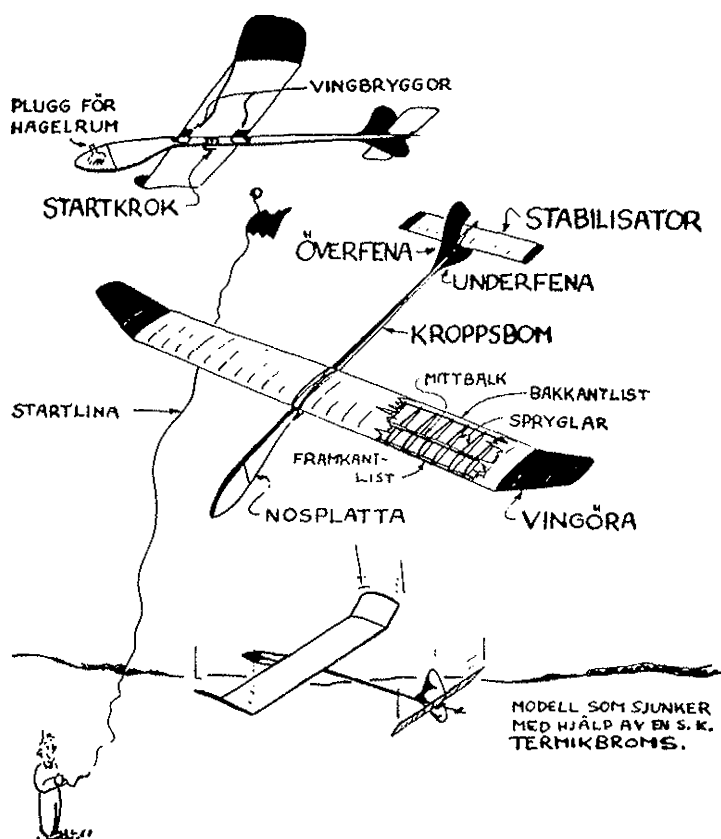 VINGBRYGGOR
PLUGG FÖR
HAGELRUM
STARTKROK
STABILISATOR
ÖVERFENA
UNDERFENA
KROPPSBOM
MITTBALK
BAKKANTLIST
SPRYGLAR
STARTLINA
FRAMKANT-
LIST
NOSPLATTA
VINGÖRA
MODELL SOM SJUNKER
MED HJÄLP AV EN S.K.
TERMIKBROMS.